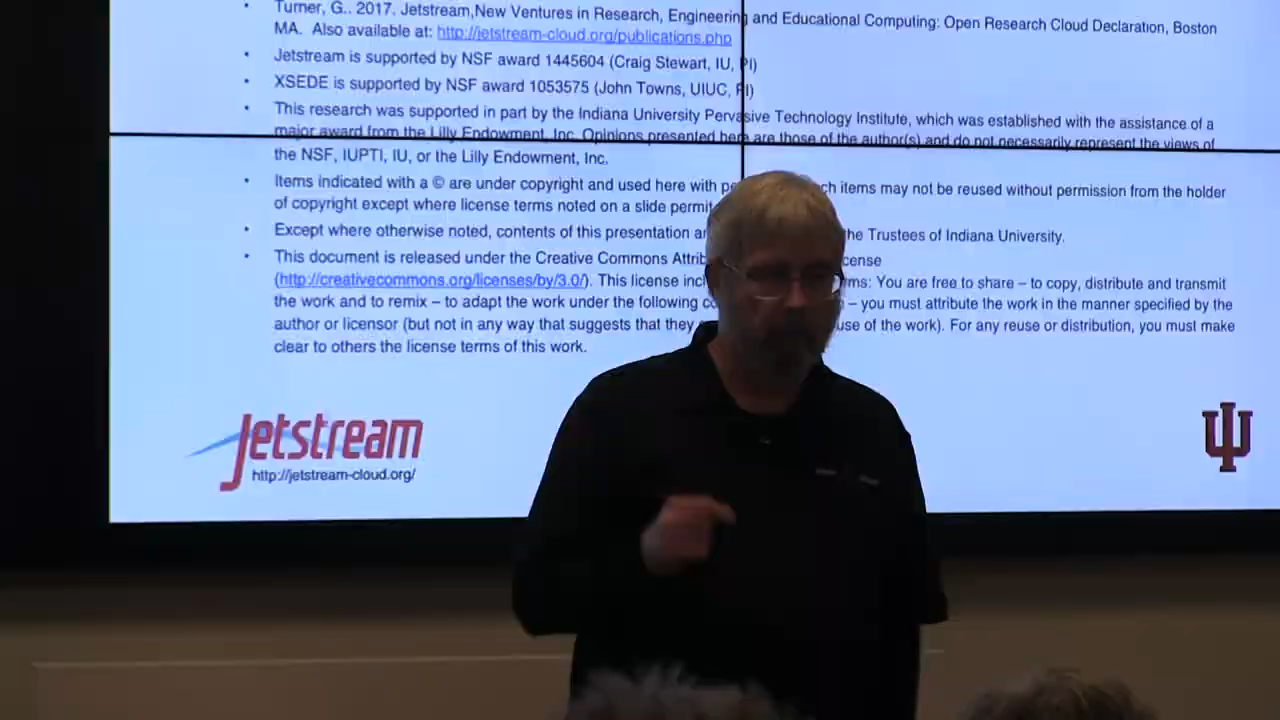 Turner, G.. 2017. Jetstream,New Ventures in Research, Engineering and Educational Computing: Open Research Cloud Declaration, Boston
MA. Also available at: http://jetstream-cloud.org/publications.php
Jetstream is supported by NSF award 1445604 (Craig Stewart, IU, PI)
XSEDE is supported by NSF award 1053575 (John Towns, UIUC, PI)
This research was supported in part by the Indiana University Pervasive Technology Institute, which was established with the assistance of a
major award from the Lilly Endowment, Inc. Opinions presented here are those of the author(s) and do not necessarily represent the views of
the NSF, IUPTI, IU, or the Lilly Endowment, Inc.
Items indicated with a © are under copyright and used here with items may not be reused without permission from the holder
of copyright except where license terms noted on a slide
Except where otherwise noted, contents of this presentation the Trustees of Indiana University.
This document is released under the Creative Commons
(http://creativecommons.org/licenses/by/3.0/). This license You are free to share – to copy, distribute and transmit
the work and to remix – to adapt the work under the following – you must attribute the work in the manner specified by the
author or licensor (but not in any way that suggests that they use of the work). For any reuse or distribution, you must make
clear to others the license terms of this work.
Jetstream
http://jetstream-cloud.org/
IU